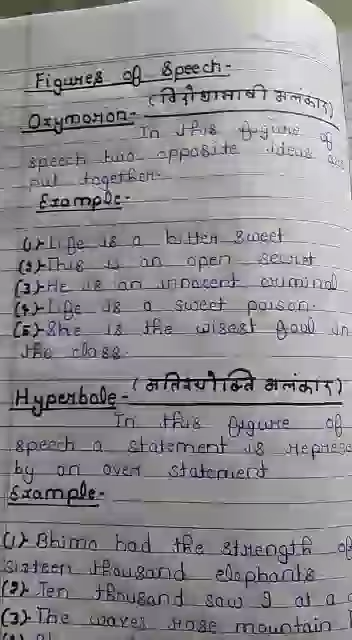 Figures of Speech-
Oxymoron- (विरोधाभाषी अलंकार)
In this figure of
speech two opposite ideas are
put together.
Example:-
(1) Life is a bitter sweet
(2) This is an open secret
(3) He is an innocent criminal
(4) Life is a sweet poison.
(5) She is the wisest fool in
the class.
Hyperbole- (अतिश्योक्ति अलंकार)
In this figure of
speech a statement is represe
by an over statement
Example-
(1) Bhima had the strength of
sixteen thousand elephants
(2) Ten thousand saw I at a
(3) The waves rose mountain